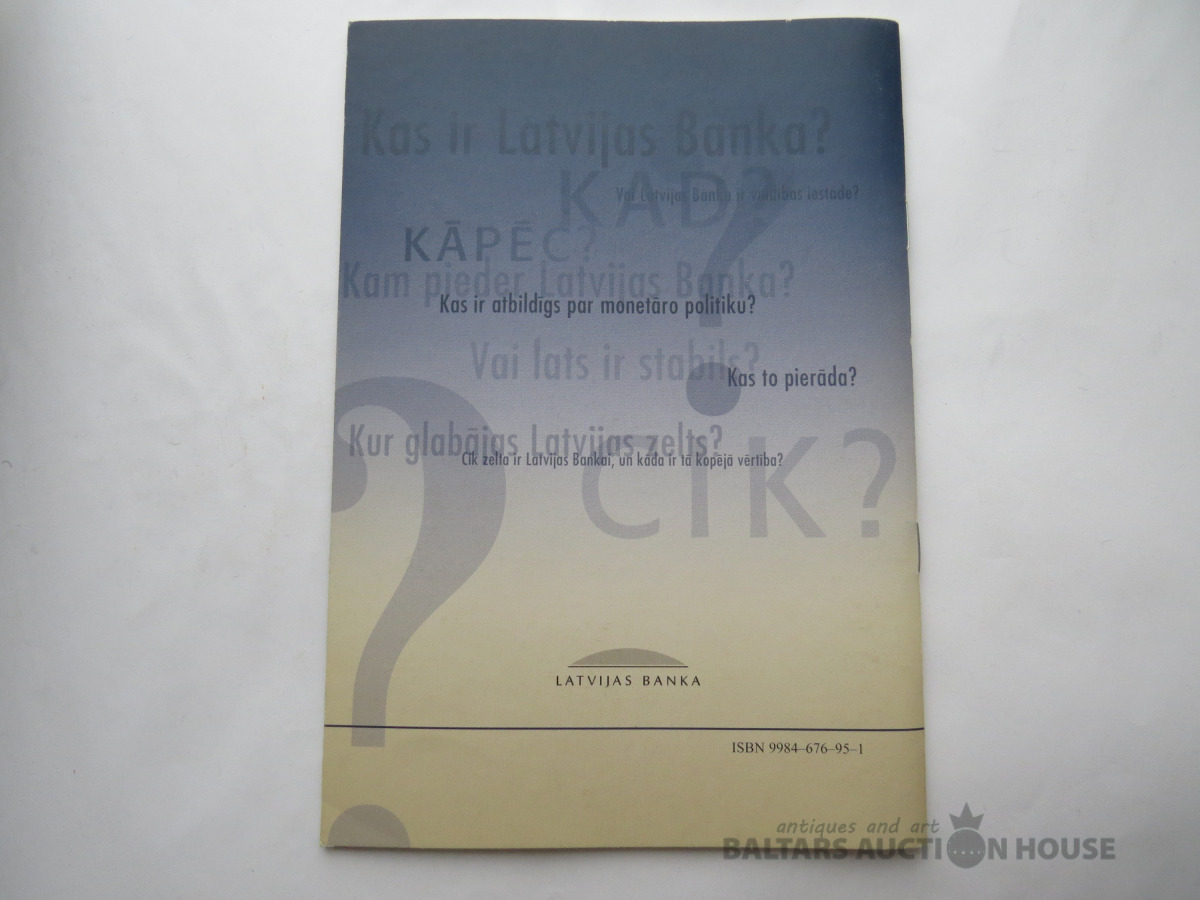 Kas ir Latvijas Banka?
KAD?
Vai Latvijas Banka ir valdības iestāde?
KĀPĒC?
Kam pieder Latvijas Banka?
Kas ir atbildīgs par monetāro politiku?
Vai lats ir stabils?
Kas to pierāda?
Kur glabājas Latvijas zelts?
Cik zelta ir Latvijas Bankai, un kāda ir tā kopējā vērtība?
CIK?
?
LATVIJAS BANKA
ISBN 9984–676–95–1
antiques and art
BALTARS AUCTION HOUSE